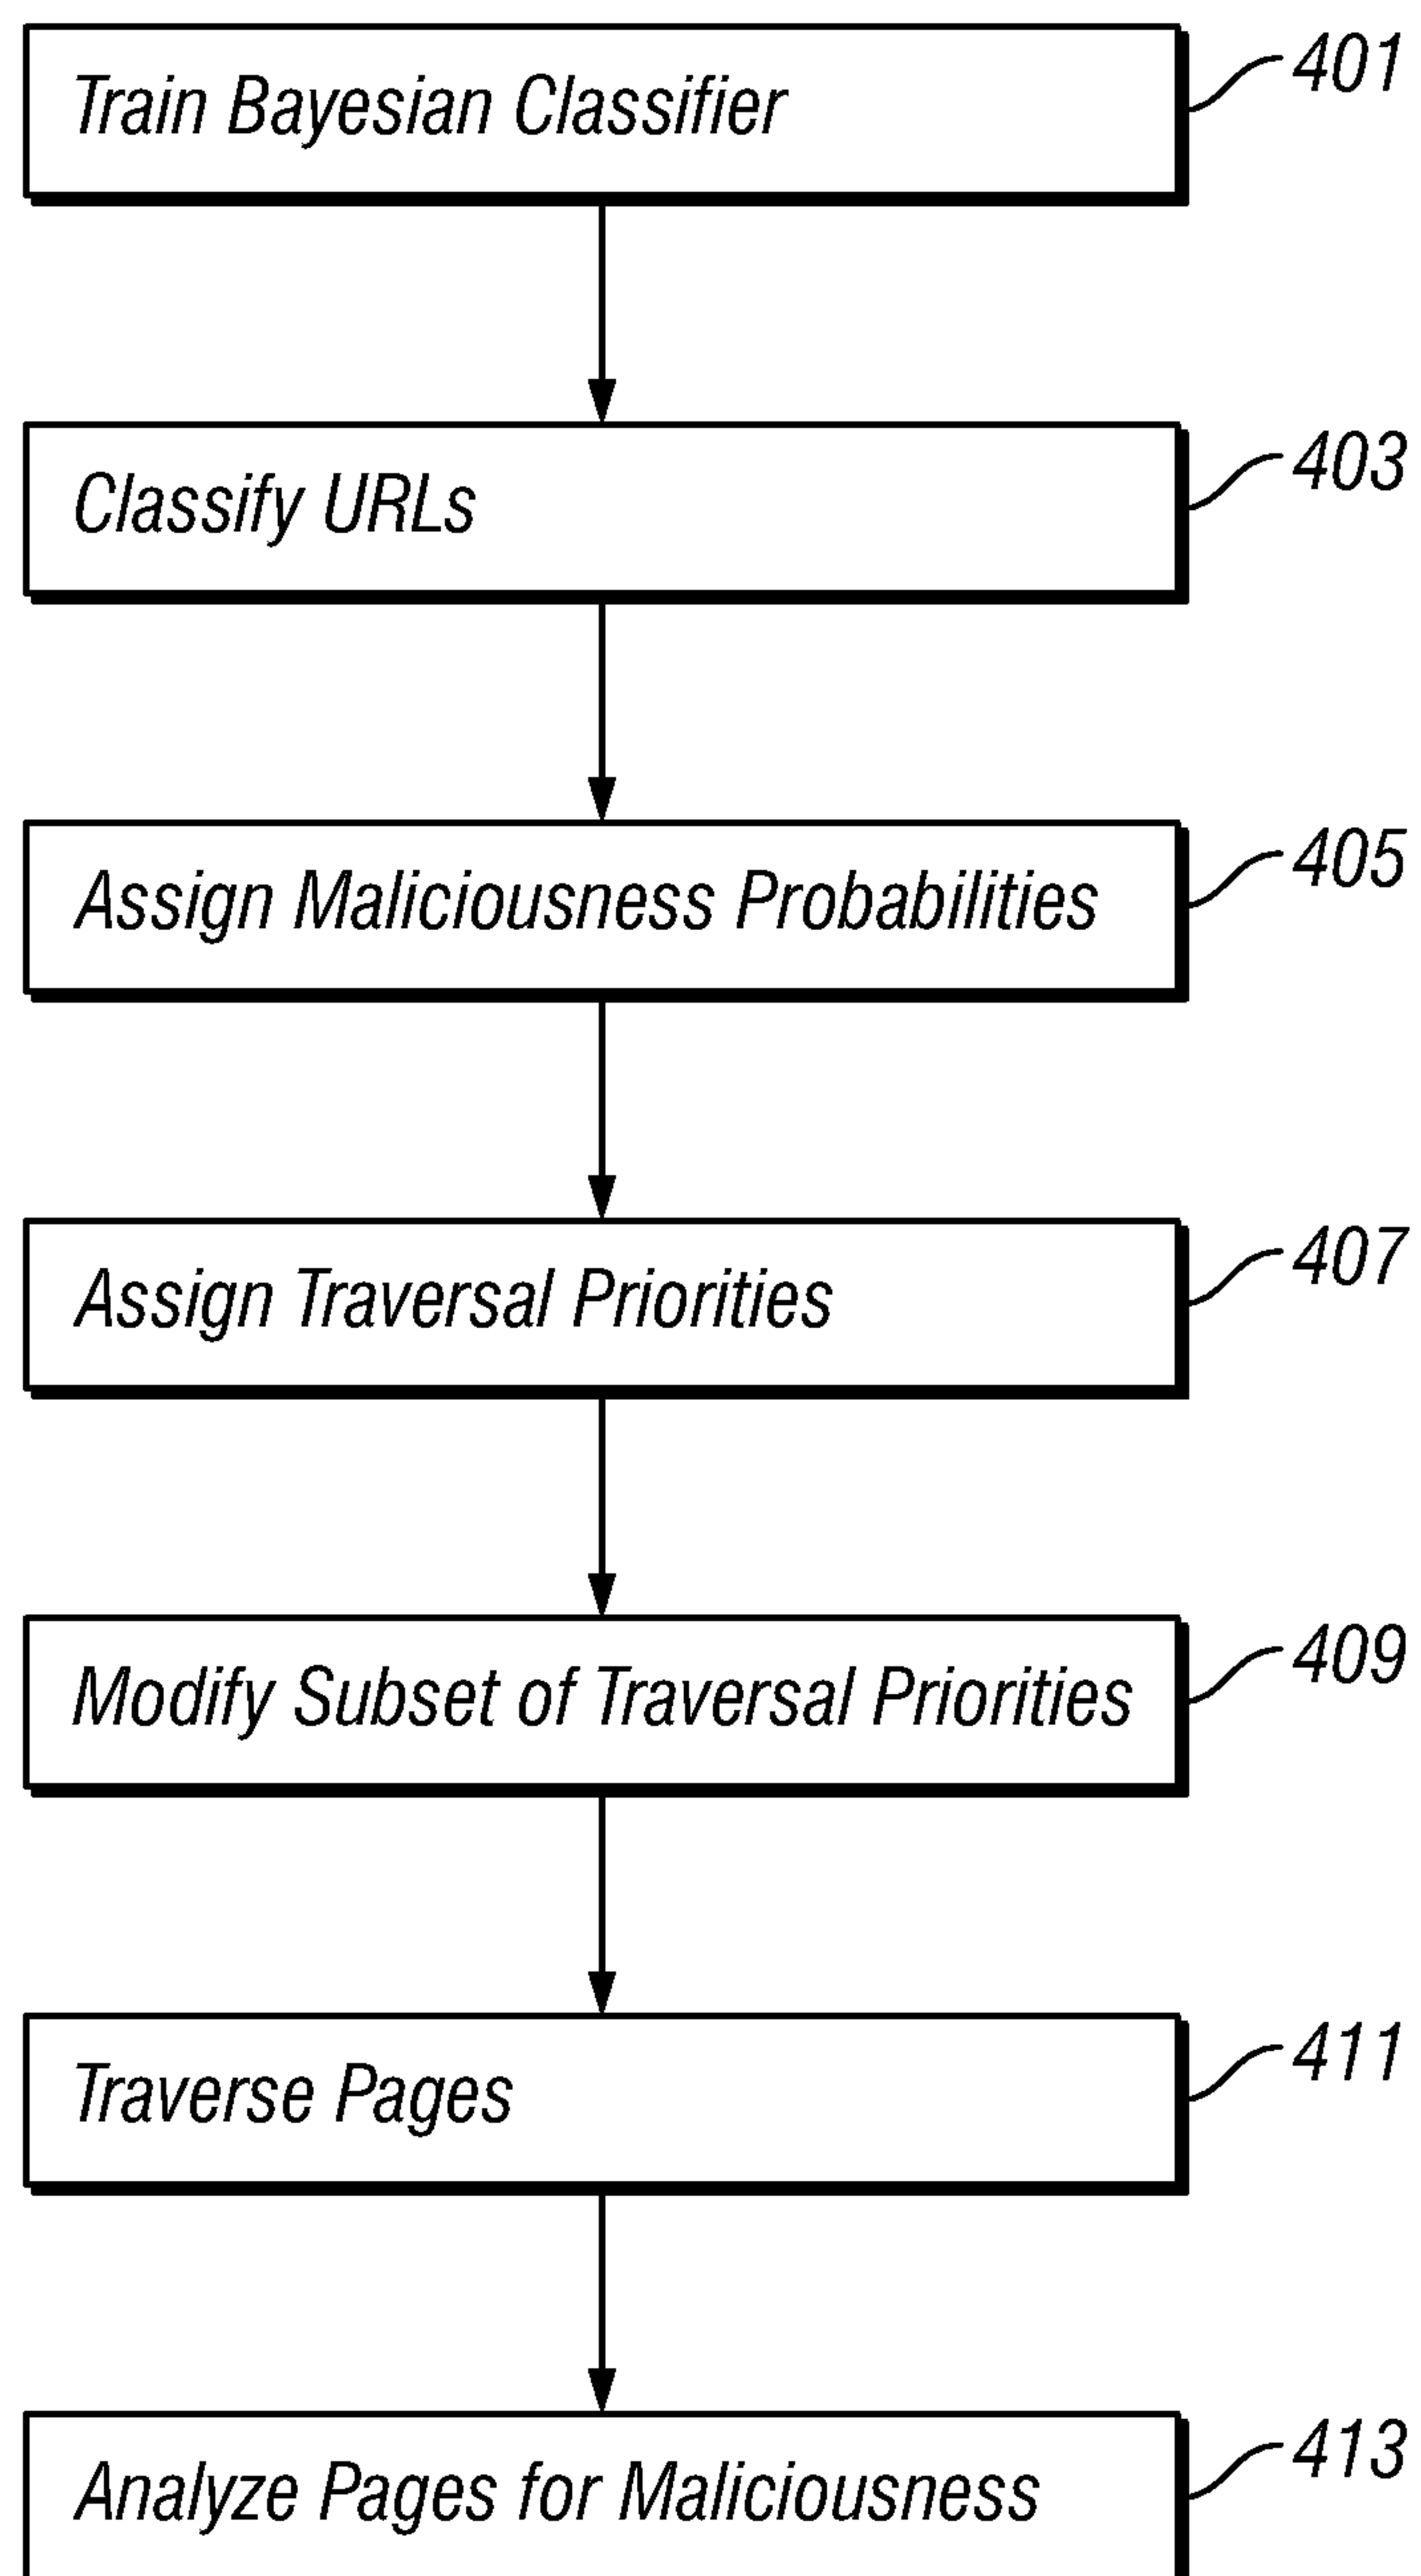 Train Bayesian Classifier
401
Classify URLs
403
Assign Maliciousness Probabilities
405
Assign Traversal Priorities
407
Modify Subset of Traversal Priorities
409
Traverse Pages
411
Analyze Pages for Maliciousness
413